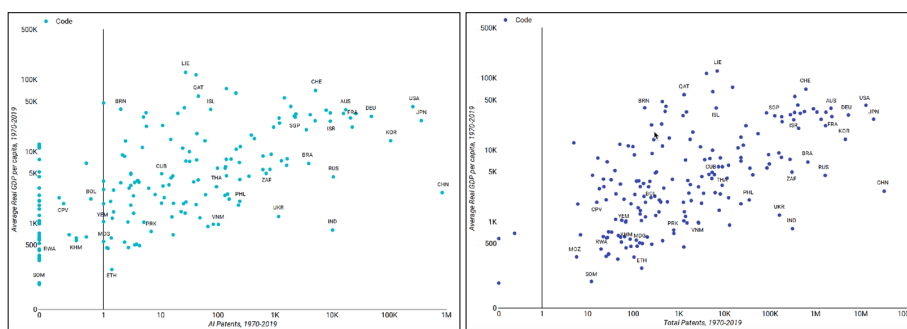 Code
500K
LIE
100K
CHE
QAT
50K
BRN
ISL
AUS
USA
DEU
FRA
JPN
SGP
ISR
KOR
10K
BRA
CUB
5K
THA
ZAF
RUS
BOL
PHL
CHN
CPV
1K
YEM
VNM
UKR
PRK
IND
MDG
500
RWA
KHM
SOM
ETH
0
0
1
10
100
1K
10K
100K
1M
Average Real GDP per capita, 1970-2019
AI Patents, 1970-2019
Code
500K
LIE
100K
CHE
QAT
50K
BRN
ISL
SGP
AUS
USA
DEU
ISR
FRA
JPN
KOR
10K
BRA
5K
CUB
THA
ZAF
RUS
BOL
PHL
CHN
CPV
1K
YEM
UKR
PRK
VNM
IND
500
RWA
KHM
MDG
MOZ
ETH
SOM
0
0
1
10
100
1K
10K
100K
1M
10M
Average Real GDP per capita, 1970-2019
Total Patents, 1970-2019